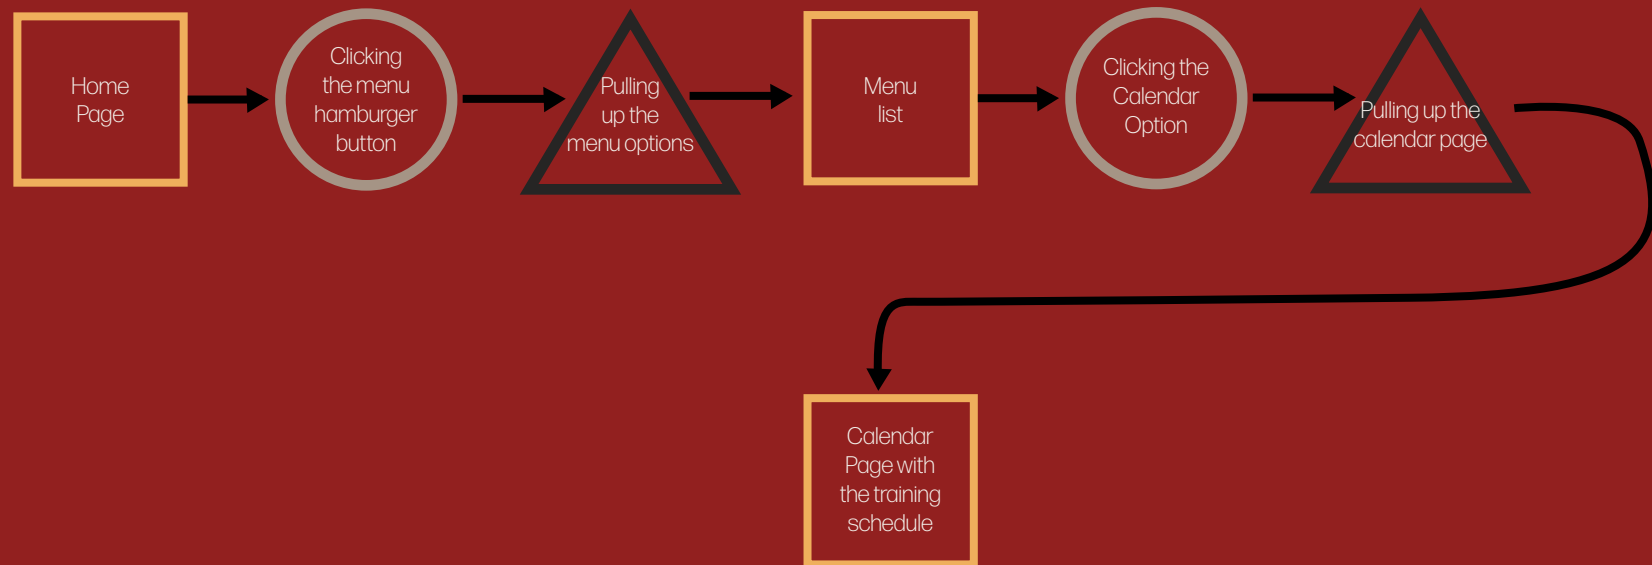 Home
Page
Clicking
the menu
hamburger
button
Pulling
up the
menu options
Menu
list
Clicking the
Calendar
Option
Pulling up the
calendar page
Calendar
Page with
the training
schedule